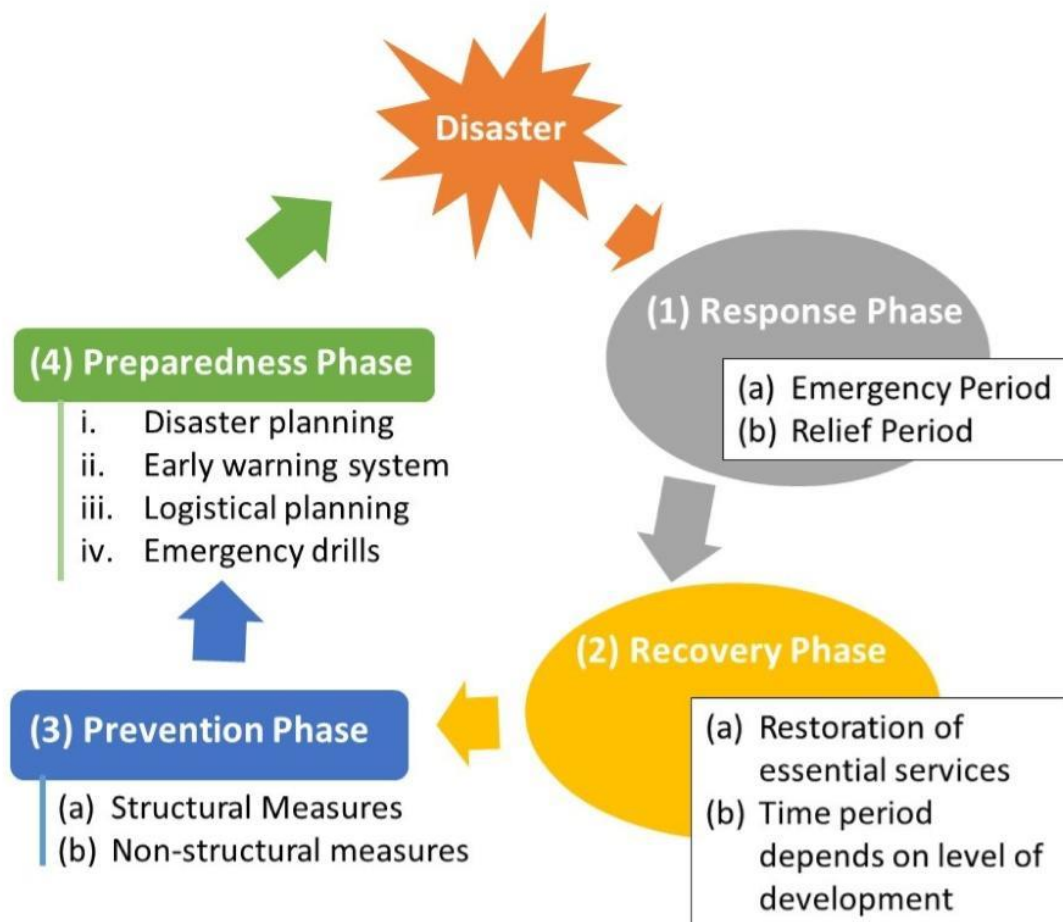 Disaster
(1) Response Phase
(a) Emergency Period
(b) Relief Period
(2) Recovery Phase
(a) Restoration of
essential services
(b) Time period
depends on level of
development
(3) Prevention Phase
(a) Structural Measures
(b) Non-structural measures
(4) Preparedness Phase
i. Disaster planning
ii. Early warning system
iii. Logistical planning
iv. Emergency drills